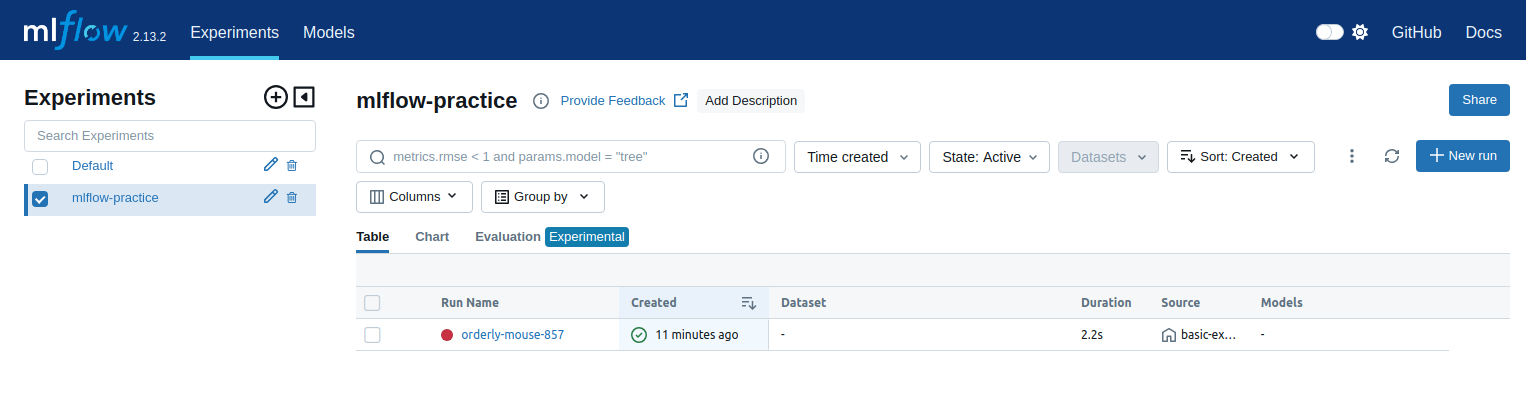 mlflow 2.13.2 Experiments Models GitHub Docs
Experiments
Search Experiments
Default
mlflow-practice
mlflow-practice Provide Feedback Add Description Share
metrics.rmse < 1 and params.model = "tree" Time created State: Active Datasets Sort: Created New run
Columns Group by
Table Chart Evaluation Experimental
Run Name Created Dataset Duration Source Models
orderly-mouse-857 11 minutes ago - 2.2s basic-ex... -